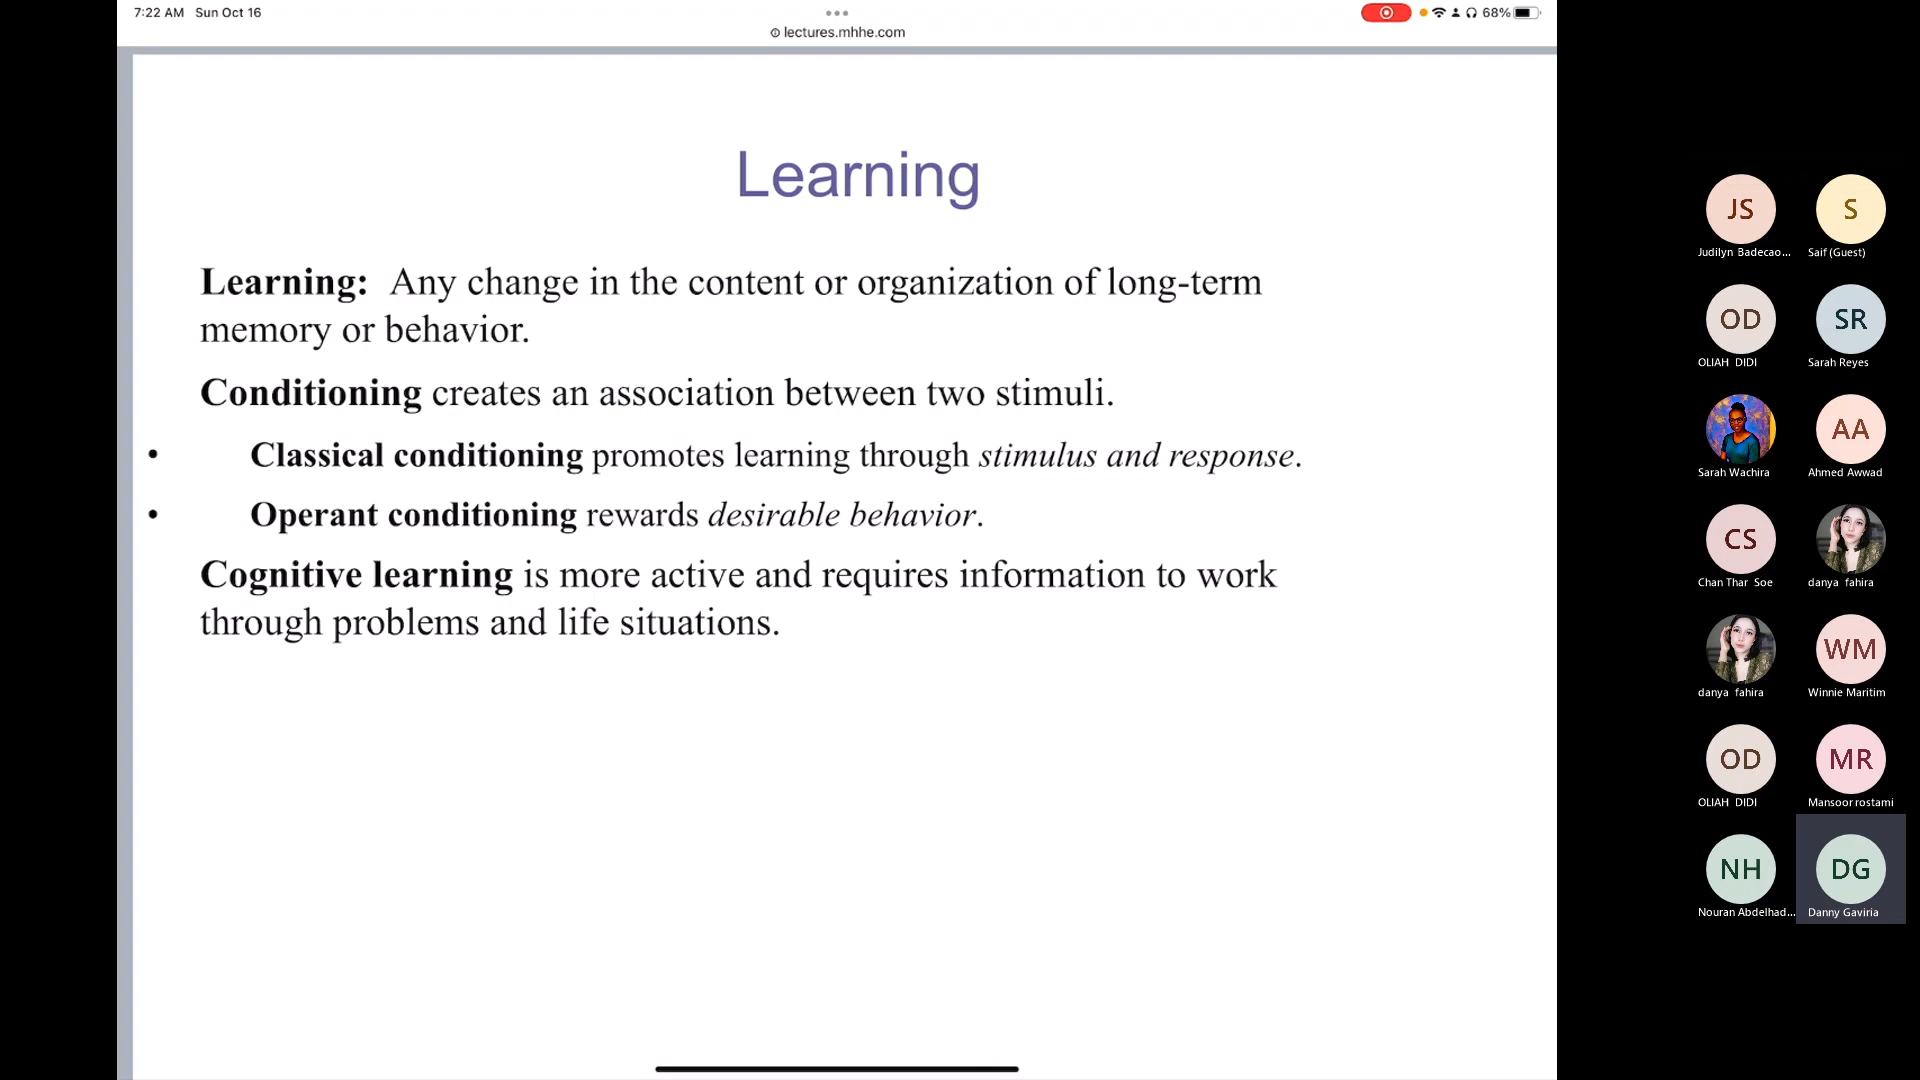 7:22 AM Sun Oct 16
68%
lectures.mhhe.com
Learning
Learning: Any change in the content or organization of long-term
memory or behavior.
Conditioning creates an association between two stimuli.
• Classical conditioning promotes learning through stimulus and response.
• Operant conditioning rewards desirable behavior.
Cognitive learning is more active and requires information to work
through problems and life situations.
JS S
Judilyn Badecao... Saif (Guest)
OD SR
OLIAH DIDI Sarah Reyes
AA
Sarah Wachira Ahmed Awwad
CS
Chan Thar Soe danya fahira
WM
danya fahira Winnie Maritim
OD MR
OLIAH DIDI Mansoor rostami
NH DG
Nouran Abdelhad... Danny Gaviria